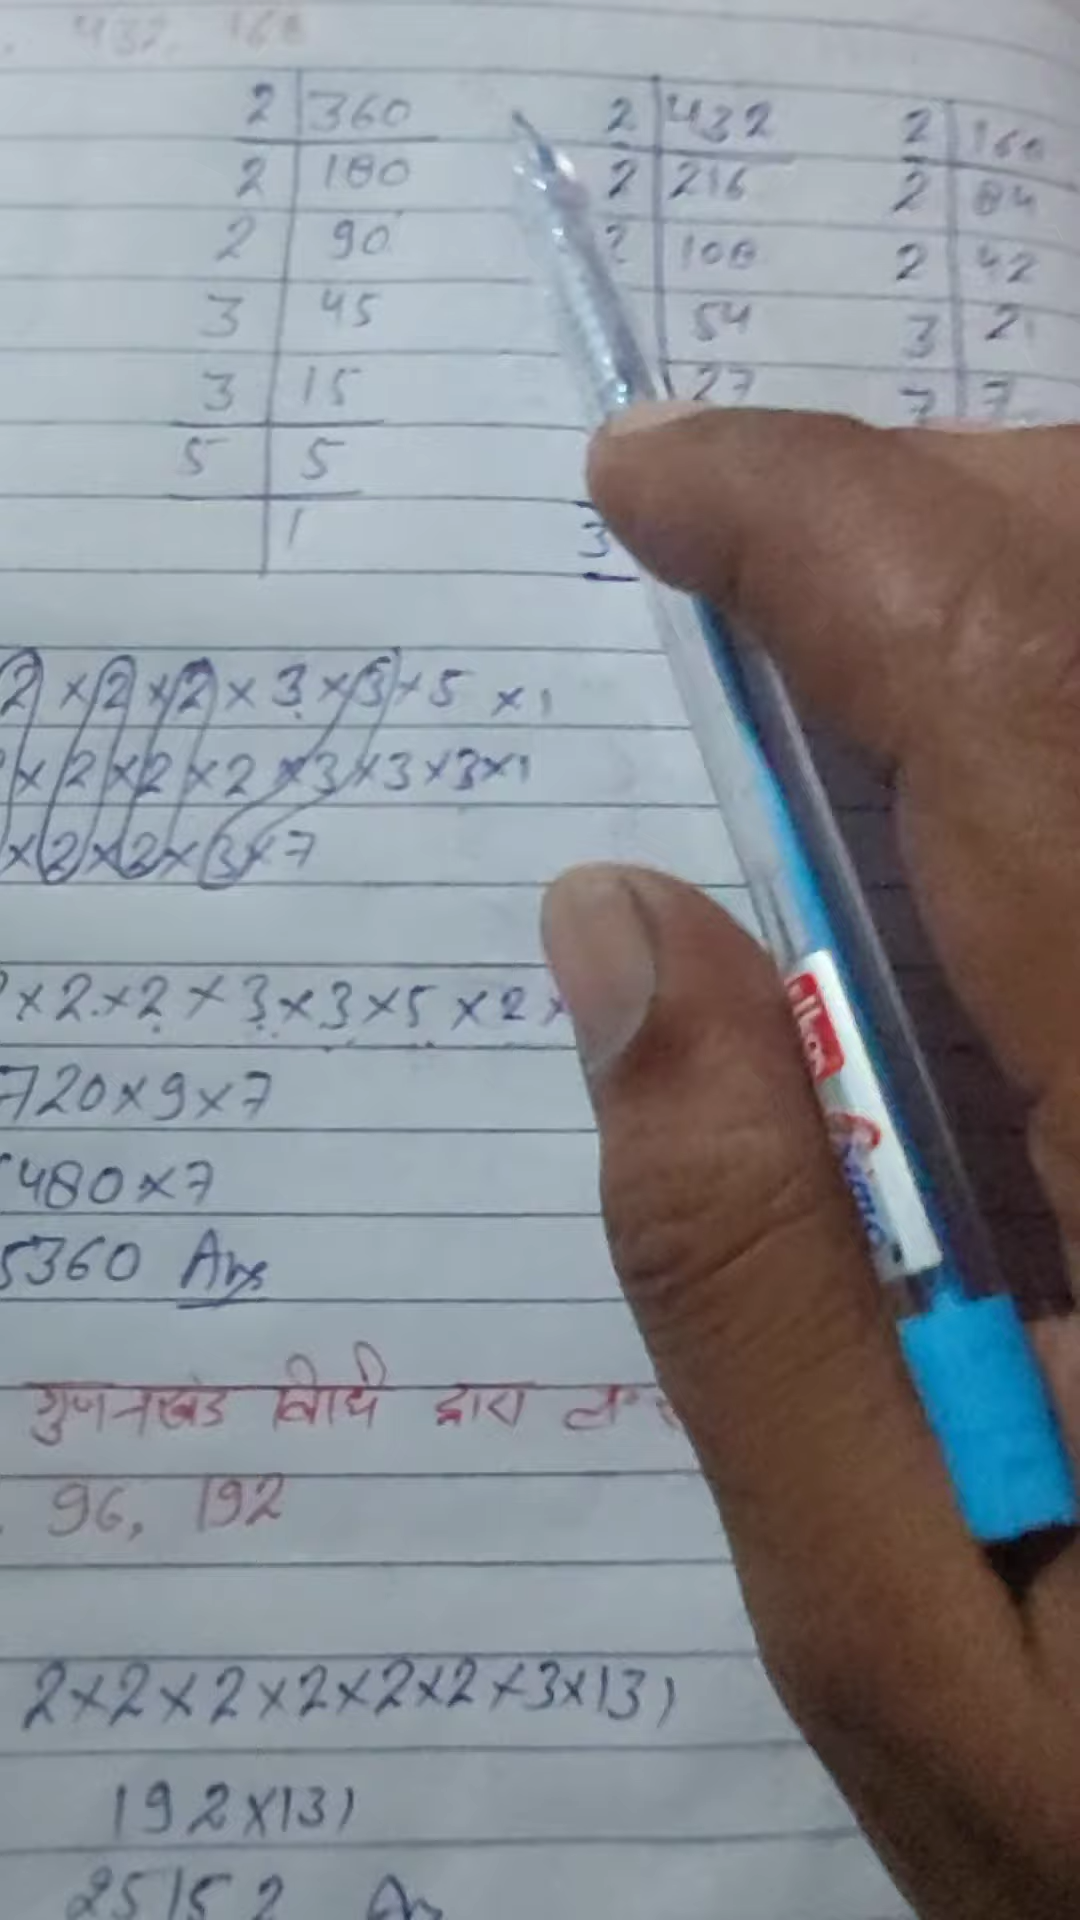 432, 168
2 360 2 432 2 168
2 180 2 216 2 84
2 90 2 108 2 42
3 45 54 3 21
3 15 27 7 7
5 5
1 3
2 × 2 × 2 × 3 × 3 × 5 × 1
× 2 × 2 × 2 × 3 × 3 × 3 × 1
× 2 × 2 × 3 × 7
× 2 × 2 × 3 × 3 × 5 × 2 ×
720 × 9 × 7
480 × 7
5360 Ans
गुणनखंड विधि द्वारा
96, 192
2 × 2 × 2 × 2 × 2 × 2 × 3 × 131
192 × 131
25152 An